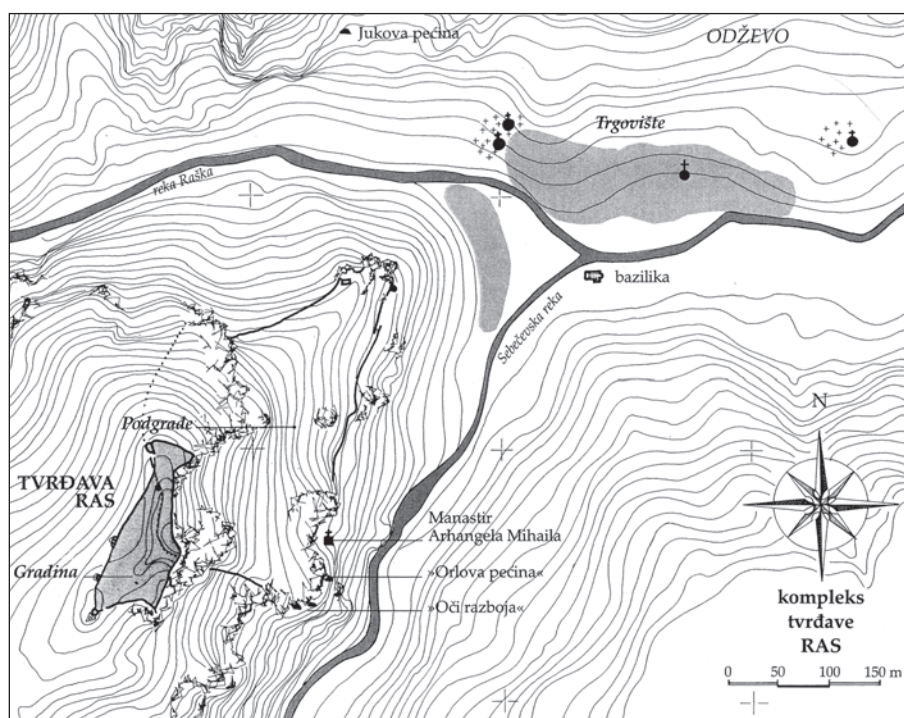 Jukova pećina
ODŽEVO
Trgovište
reka Raška
bazilika
Sebečevska reka
N
Podgrađe
TVRĐAVA
RAS
Manastir
Arhangela Mihaila
Gradina
»Orlova pećina«
»Oči razboja«
kompleks
tvrđave
RAS
0 50 100 150 m